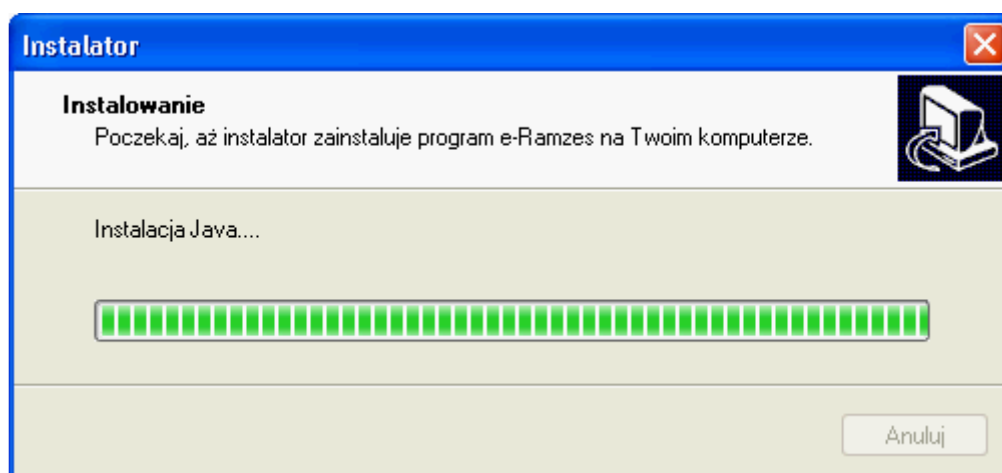 Instalator
Instalowanie
Poczekaj, aż instalator zainstaluje program e-Ramzes na Twoim komputerze.
Instalacja Java....
Anuluj